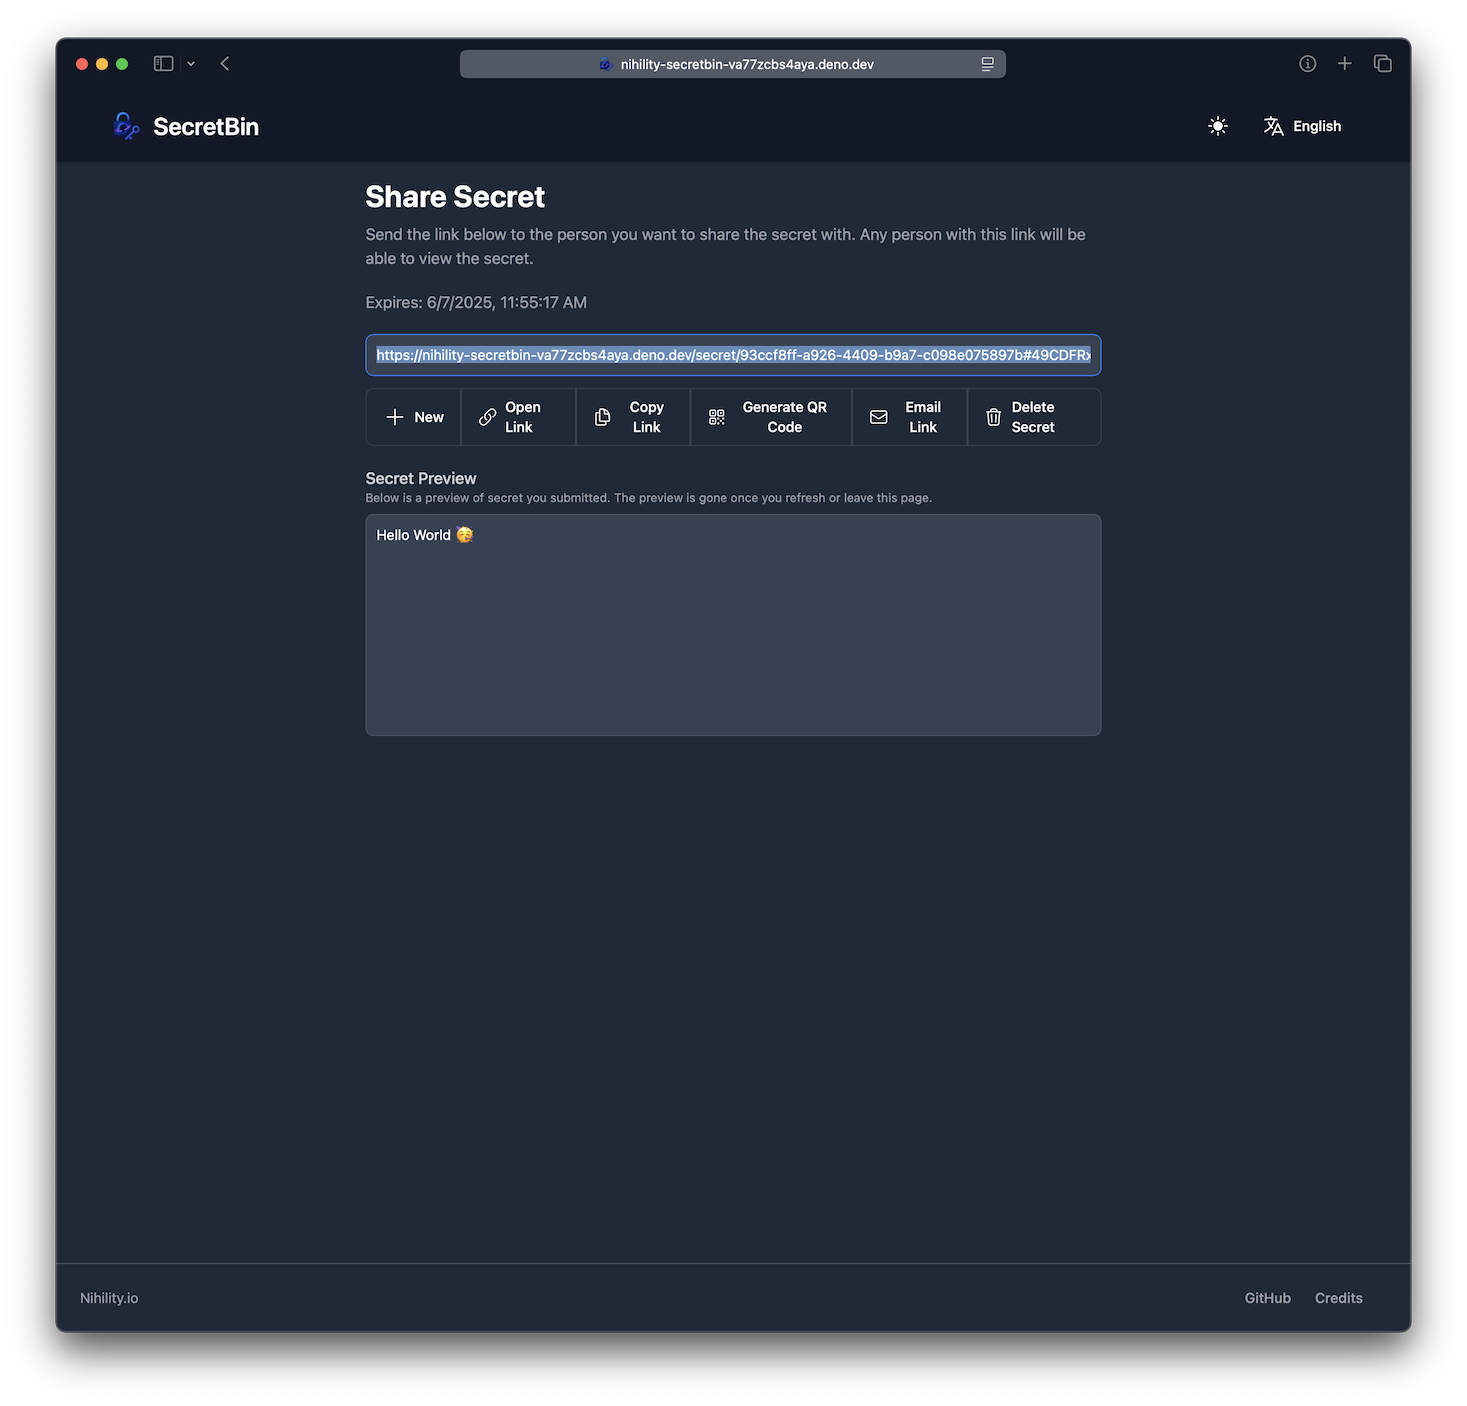 nihility-secretbin-va77zcbs4aya.deno.dev
SecretBin
English
Share Secret
Send the link below to the person you want to share the secret with. Any person with this link will be
able to view the secret.
Expires: 6/7/2025, 11:55:17 AM
https://nihility-secretbin-va77zcbs4aya.deno.dev/secret/93ccf8ff-a926-4409-b9a7-c098e075897b#49CDFRx
New
Open
Link
Copy
Link
Generate QR
Code
Email
Link
Delete
Secret
Secret Preview
Below is a preview of secret you submitted. The preview is gone once you refresh or leave this page.
Hello World 🥳
Nihility.io
GitHub
Credits